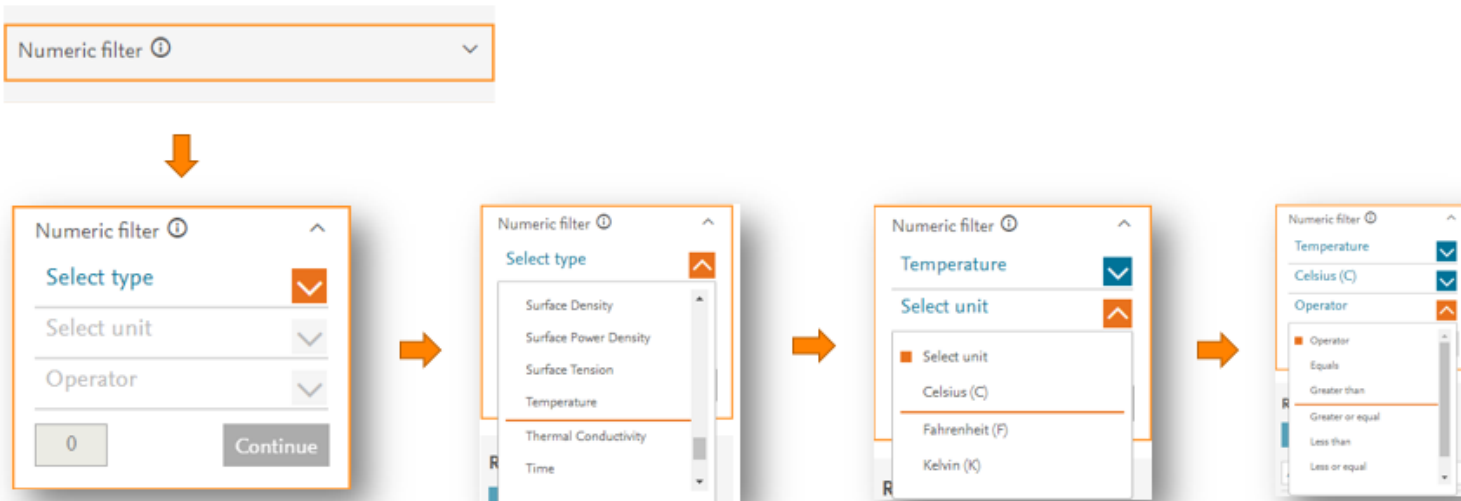 Numeric filter
Numeric filter
Select type
Select unit
Operator
0
Continue
Numeric filter
Select type
Surface Density
Surface Power Density
Surface Tension
Temperature
Thermal Conductivity
Time
R
Numeric filter
Temperature
Select unit
Select unit
Celsius (C)
Fahrenheit (F)
Kelvin (K)
R
Numeric filter
Temperature
Celsius (C)
Operator
Operator
Equals
Greater than
Greater or equal
Less than
Less or equal
R